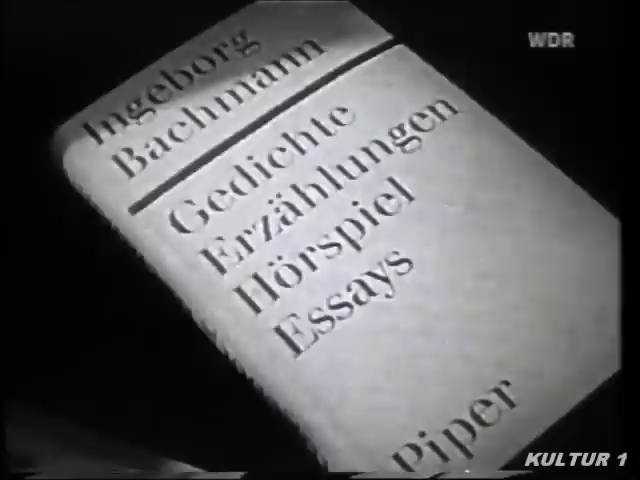 WDR
Ingeborg
Bachmann
Gedichte
Erzählungen
Hörspiel
Essays
Piper
KULTUR 1